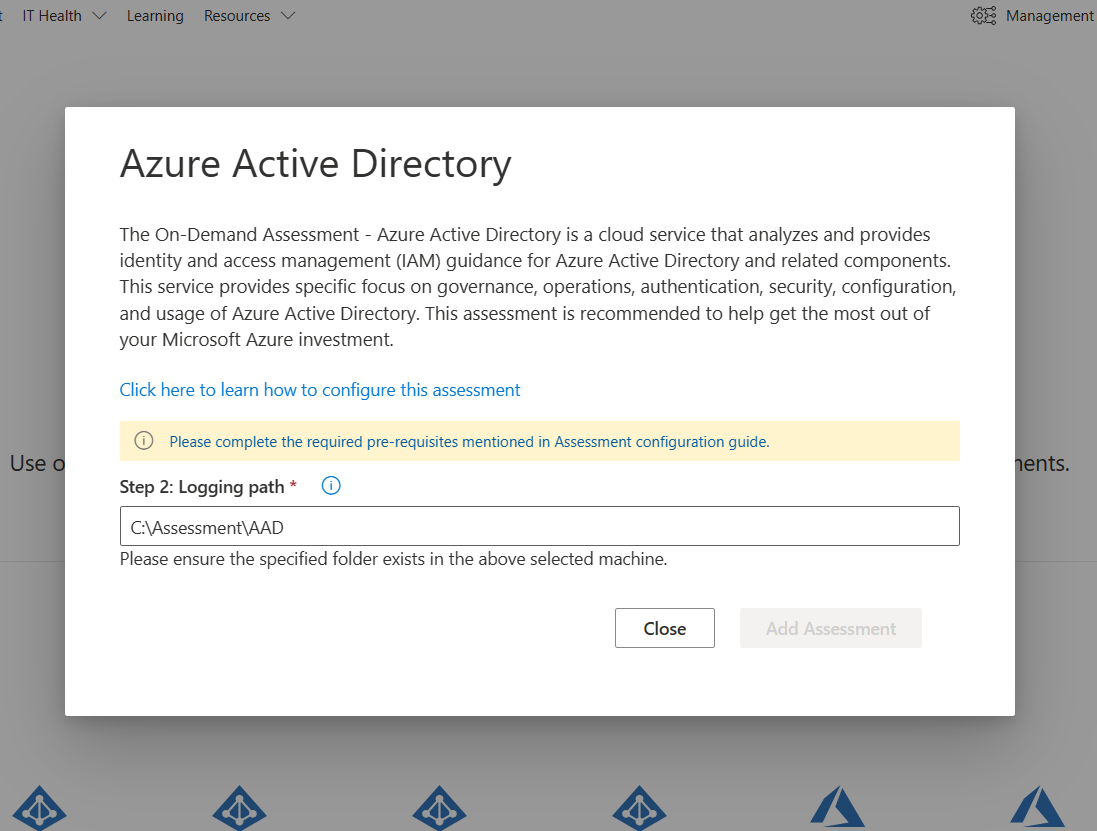 t IT Health Learning Resources Management
Azure Active Directory
The On-Demand Assessment - Azure Active Directory is a cloud service that analyzes and provides
identity and access management (IAM) guidance for Azure Active Directory and related components.
This service provides specific focus on governance, operations, authentication, security, configuration,
and usage of Azure Active Directory. This assessment is recommended to help get the most out of
your Microsoft Azure investment.
Click here to learn how to configure this assessment
Please complete the required pre-requisites mentioned in Assessment configuration guide.
Use o
nents.
Step 2: Logging path *
C:\Assessment\AAD
Please ensure the specified folder exists in the above selected machine.
Close Add Assessment